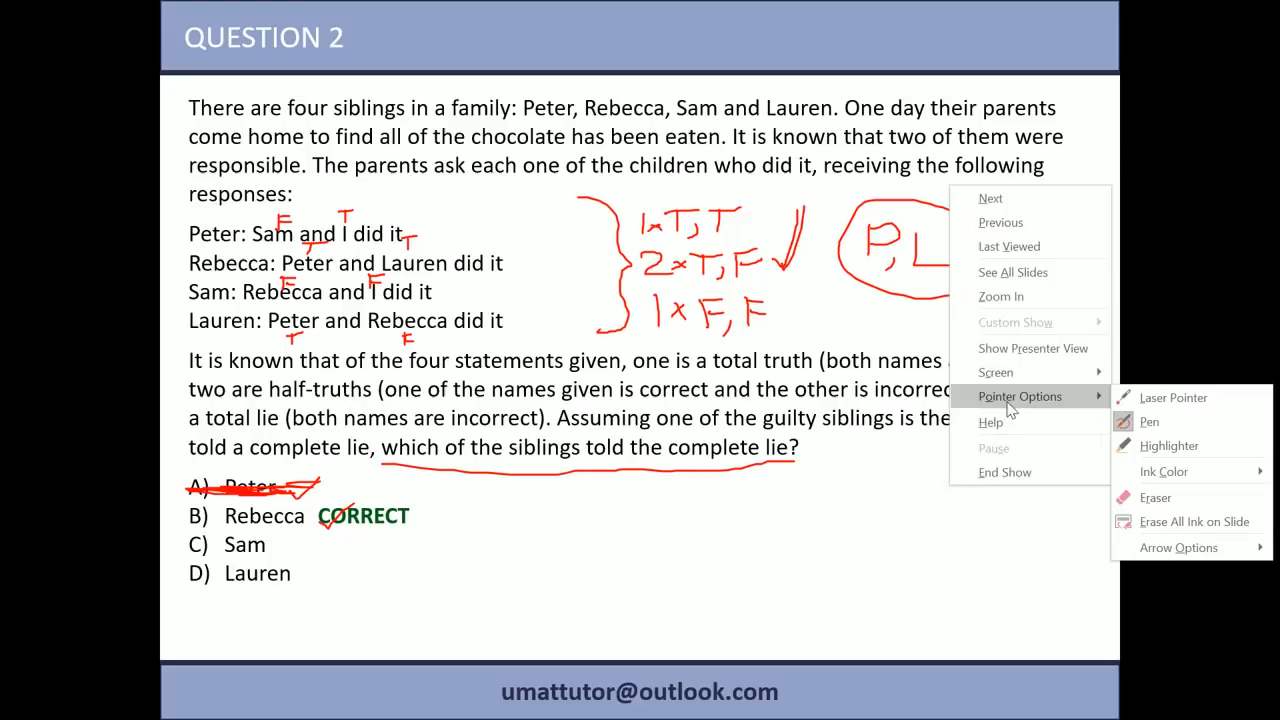 QUESTION 2
There are four siblings in a family: Peter, Rebecca, Sam and Lauren. One day their parents
come home to find all of the chocolate has been eaten. It is known that two of them were
responsible. The parents ask each one of the children who did it, receiving the following
responses:
F T
Peter: Sam and I did it
T T
Rebecca: Peter and Lauren did it
F F
Sam: Rebecca and I did it
Lauren: Peter and Rebecca did it
T F
1xT, T
2xT, F
1x F, F
P, L
It is known that of the four statements given, one is a total truth (both names
two are half-truths (one of the names given is correct and the other is incorrec
a total lie (both names are incorrect). Assuming one of the guilty siblings is the
told a complete lie, which of the siblings told the complete lie?
A) Peter
B) Rebecca CORRECT
C) Sam
D) Lauren
Next
Previous
Last Viewed
See All Slides
Zoom In
Custom Show
Show Presenter View
Screen
Pointer Options
Help
Pause
End Show
Laser Pointer
Pen
Highlighter
Ink Color
Eraser
Erase All Ink on Slide
Arrow Options
umattutor@outlook.com